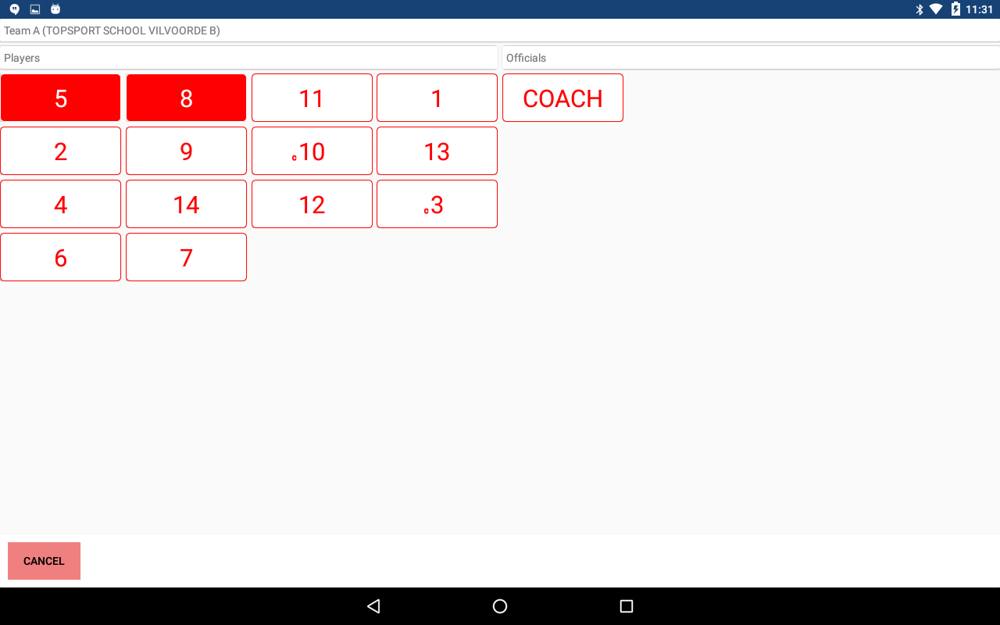 11:31
Team A (TOPSPORT SCHOOL VILVOORDE B)
Players Officials
5 8 11 1 COACH
2 9 c10 13
4 14 12 c3
6 7
CANCEL